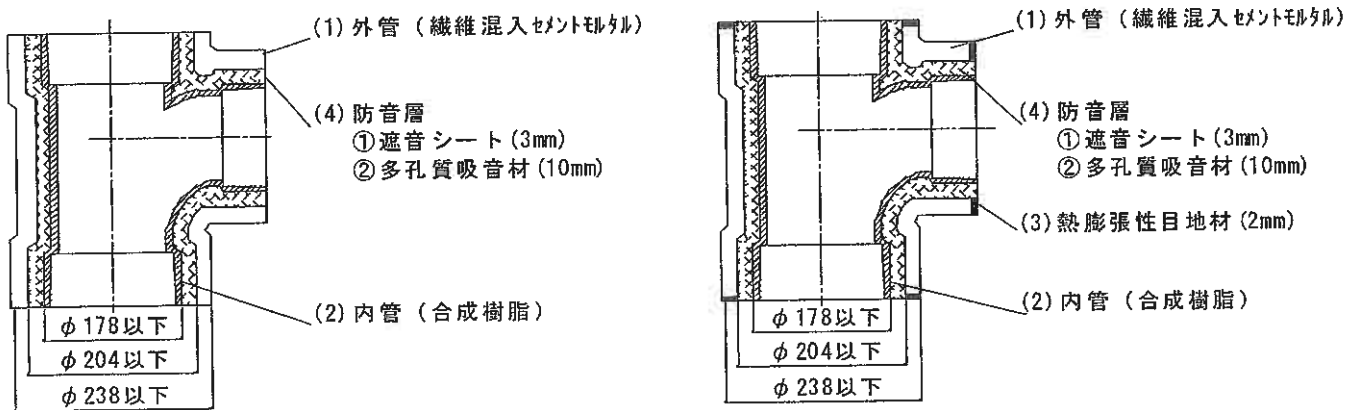 (1) 外管 (繊維混入セメントモルタル)
(4) 防音層
①遮音シート(3mm)
②多孔質吸音材(10mm)
(2) 内管 (合成樹脂)
φ178以下
φ204以下
φ238以下
(1) 外管 (繊維混入セメントモルタル)
(4) 防音層
①遮音シート(3mm)
②多孔質吸音材(10mm)
(3) 熱膨張性目地材(2mm)
(2) 内管 (合成樹脂)
φ178以下
φ204以下
φ238以下